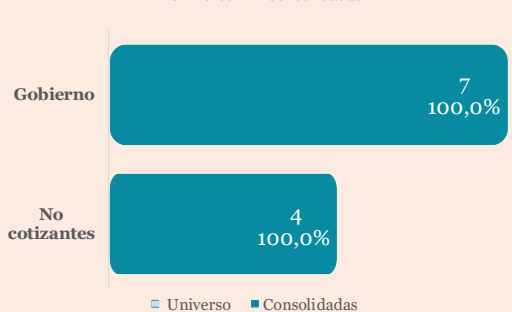 Gobierno
7
100,0%
No
cotizantes
4
100,0%
Universo Consolidadas